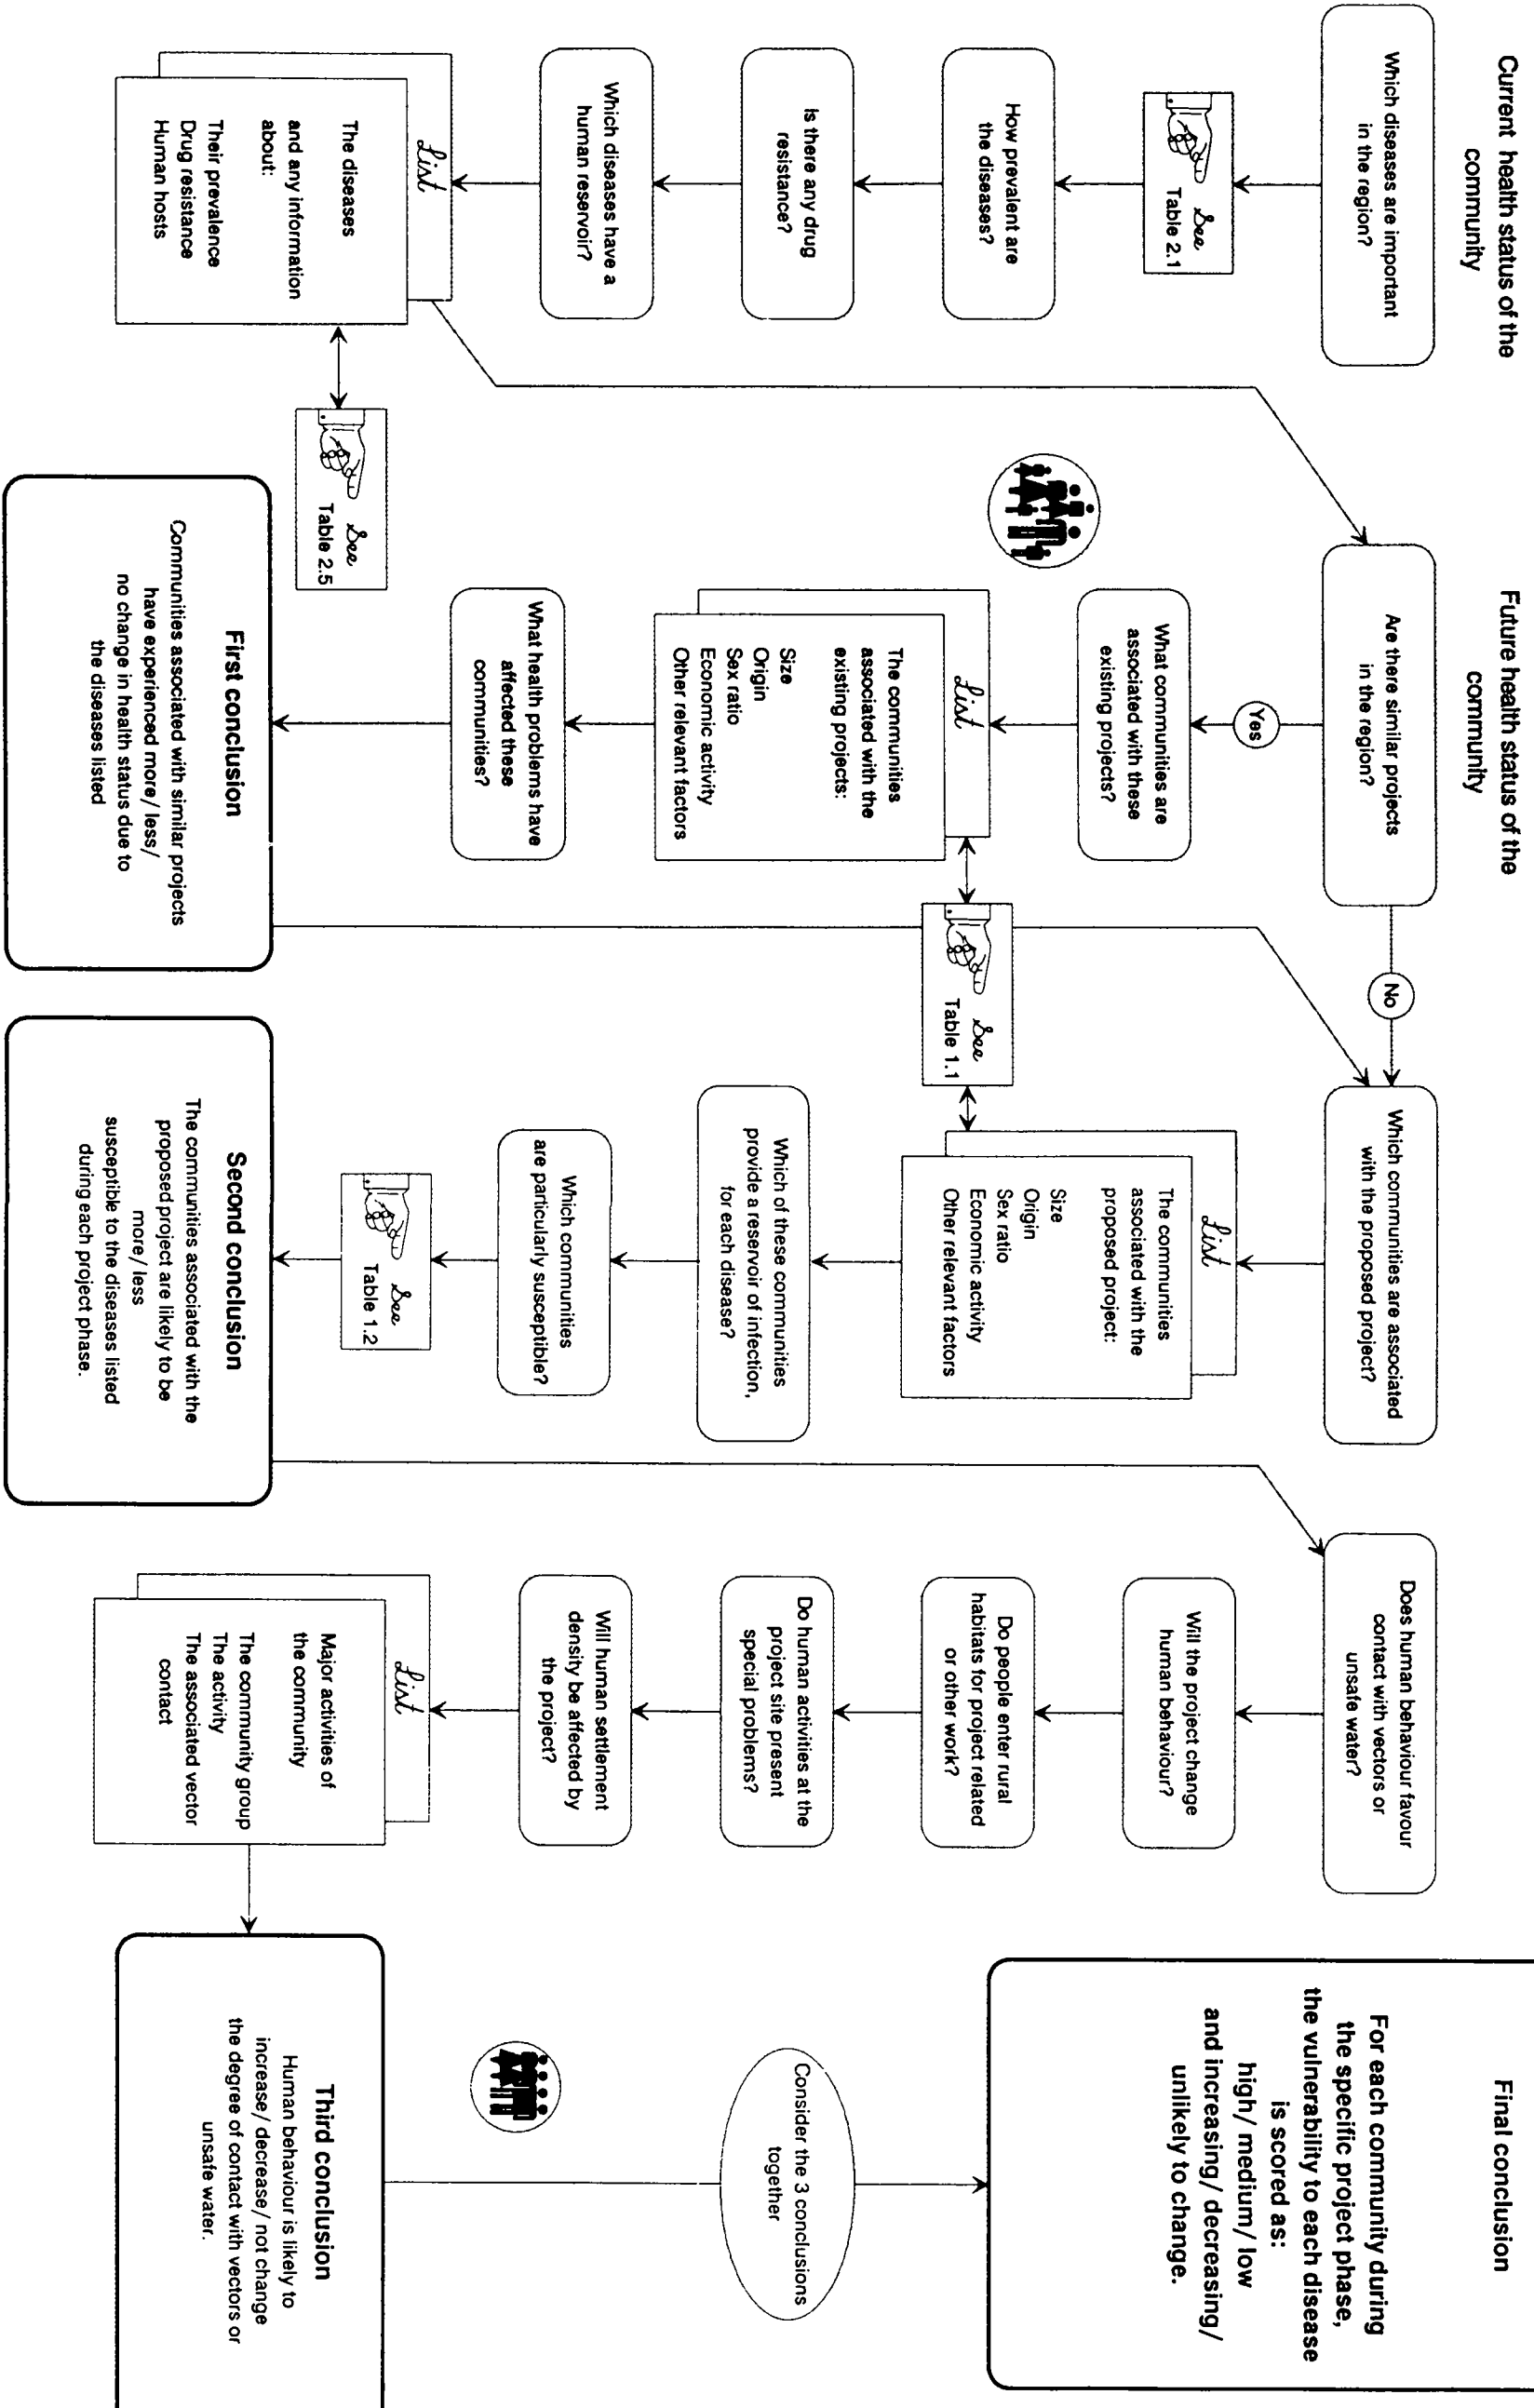 Current health status of the
community
Which diseases are important
in the region?
See
Table 2.1
How prevalent are
the diseases?
Is there any drug
resistance?
Which diseases have a
human reservoir?
List
The diseases
and any information
about:
Their prevalence
Drug resistance
Human hosts
See
Table 2.5
Future health status of the
community
Are there similar projects
in the region?
Yes
No
What communities are
associated with these
existing projects?
List
The communities
associated with the
existing projects:
Size
Origin
Sex ratio
Economic activity
Other relevant factors
What health problems have
affected these
communities?
First conclusion
Communities associated with similar projects
have experienced more/ less/
no change in health status due to
the diseases listed
See
Table 1.1
Which communities are associated
with the proposed project?
List
The communities
associated with the
proposed project:
Size
Origin
Sex ratio
Economic activity
Other relevant factors
Which of these communities
provide a reservoir of infection,
for each disease?
Which communities
are particularly susceptible?
See
Table 1.2
Second conclusion
The communities associated with the
proposed project are likely to be
more/ less
susceptible to the diseases listed
during each project phase.
Does human behaviour favour
contact with vectors or
unsafe water?
Will the project change
human behaviour?
Do people enter rural
habitats for project related
or other work?
Do human activities at the
project site present
special problems?
Will human settlement
density be affected by
the project?
List
Major activities of
the community
The community group
The activity
The associated vector
contact
Third conclusion
Human behaviour is likely to
increase/ decrease/ not change
the degree of contact with vectors or
unsafe water.
Consider the 3 conclusions
together
Final conclusion
For each community during
the specific project phase,
the vulnerability to each disease
is scored as:
high/ medium/ low
and increasing/ decreasing/
unlikely to change.